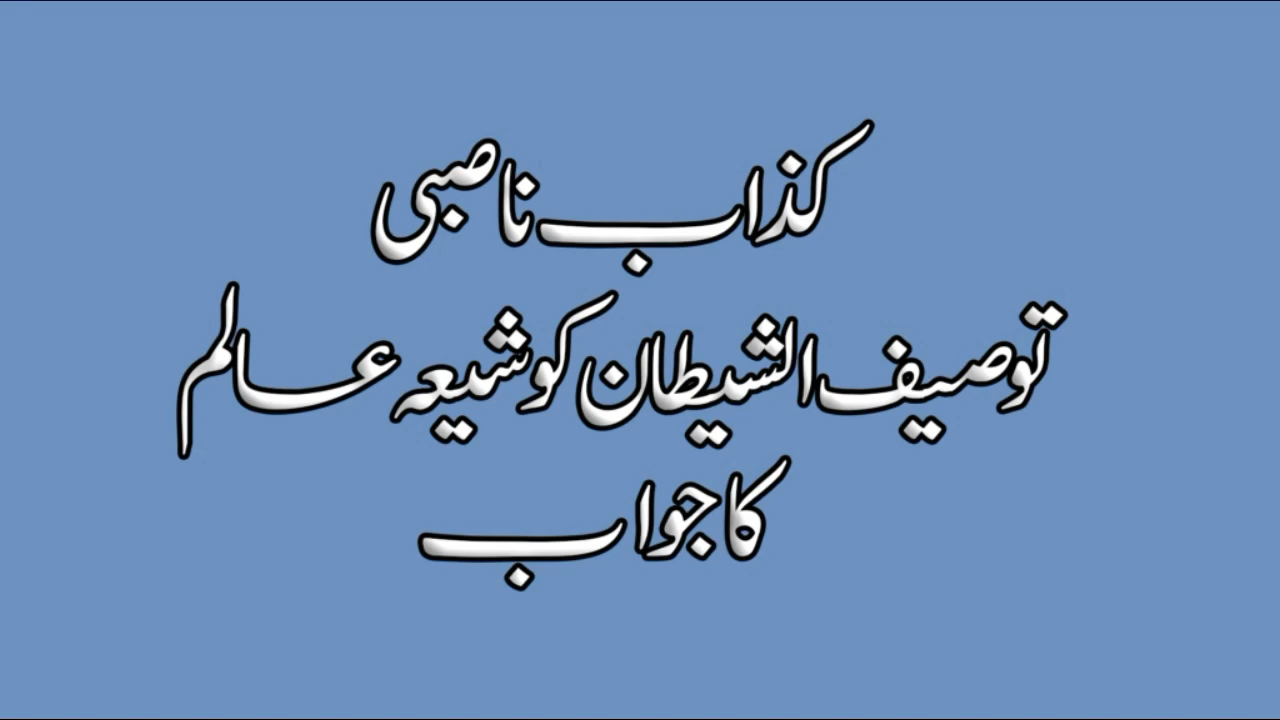 کذاب ناصبی
توصیف الشیطان کو شیعہ عالم
کا جواب